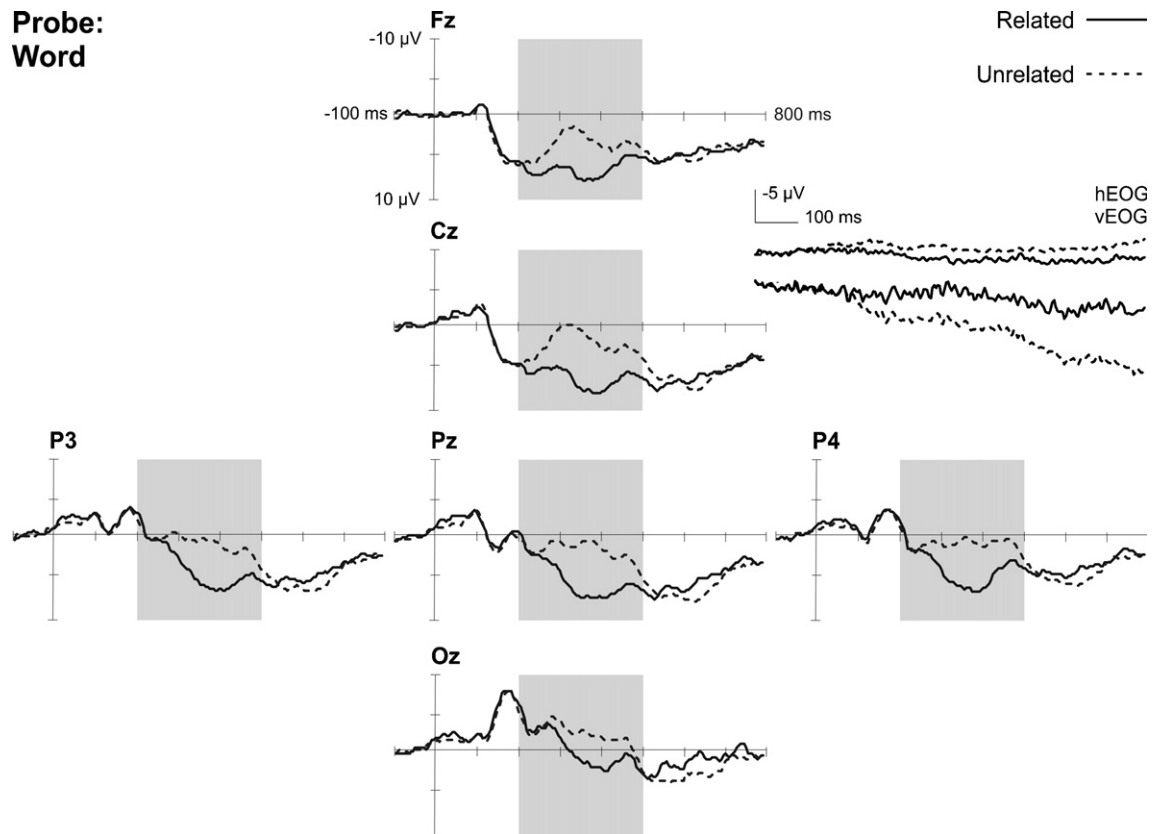 Probe:
Word
Fz
Related
-10 µV
Unrelated
-100 ms
800 ms
10 µV
-5 µV
hEOG
100 ms
vEOG
Cz
P3
Pz
P4
Oz